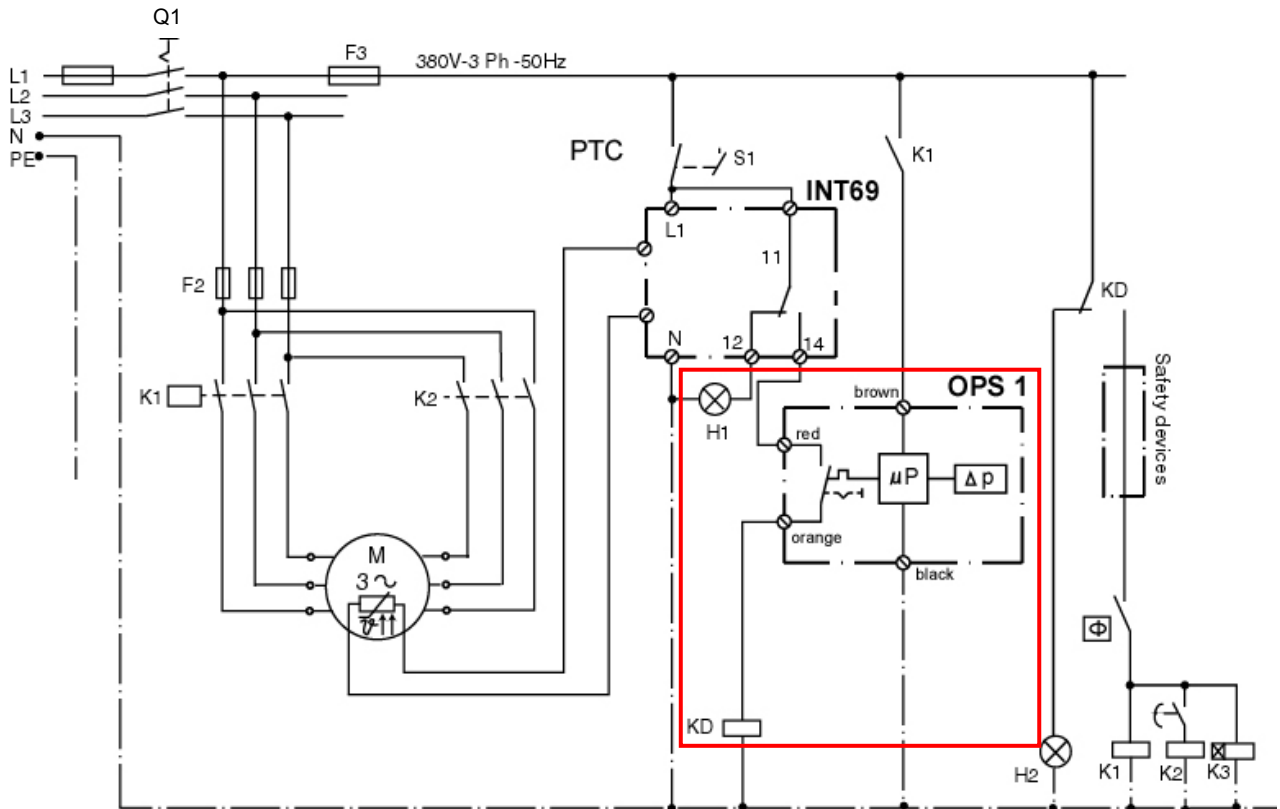 Q1
F3
380V-3 Ph -50Hz
L1
L2
L3
N
PE
PTC
S1
K1
INT69
L1
11
F2
KD
N
12
14
K1
K2
OPS 1
brown
H1
red
μP
Δp
Safety devices
orange
M
3 ~
ϑ
black
Φ
KD
H2
K1
K2
K3